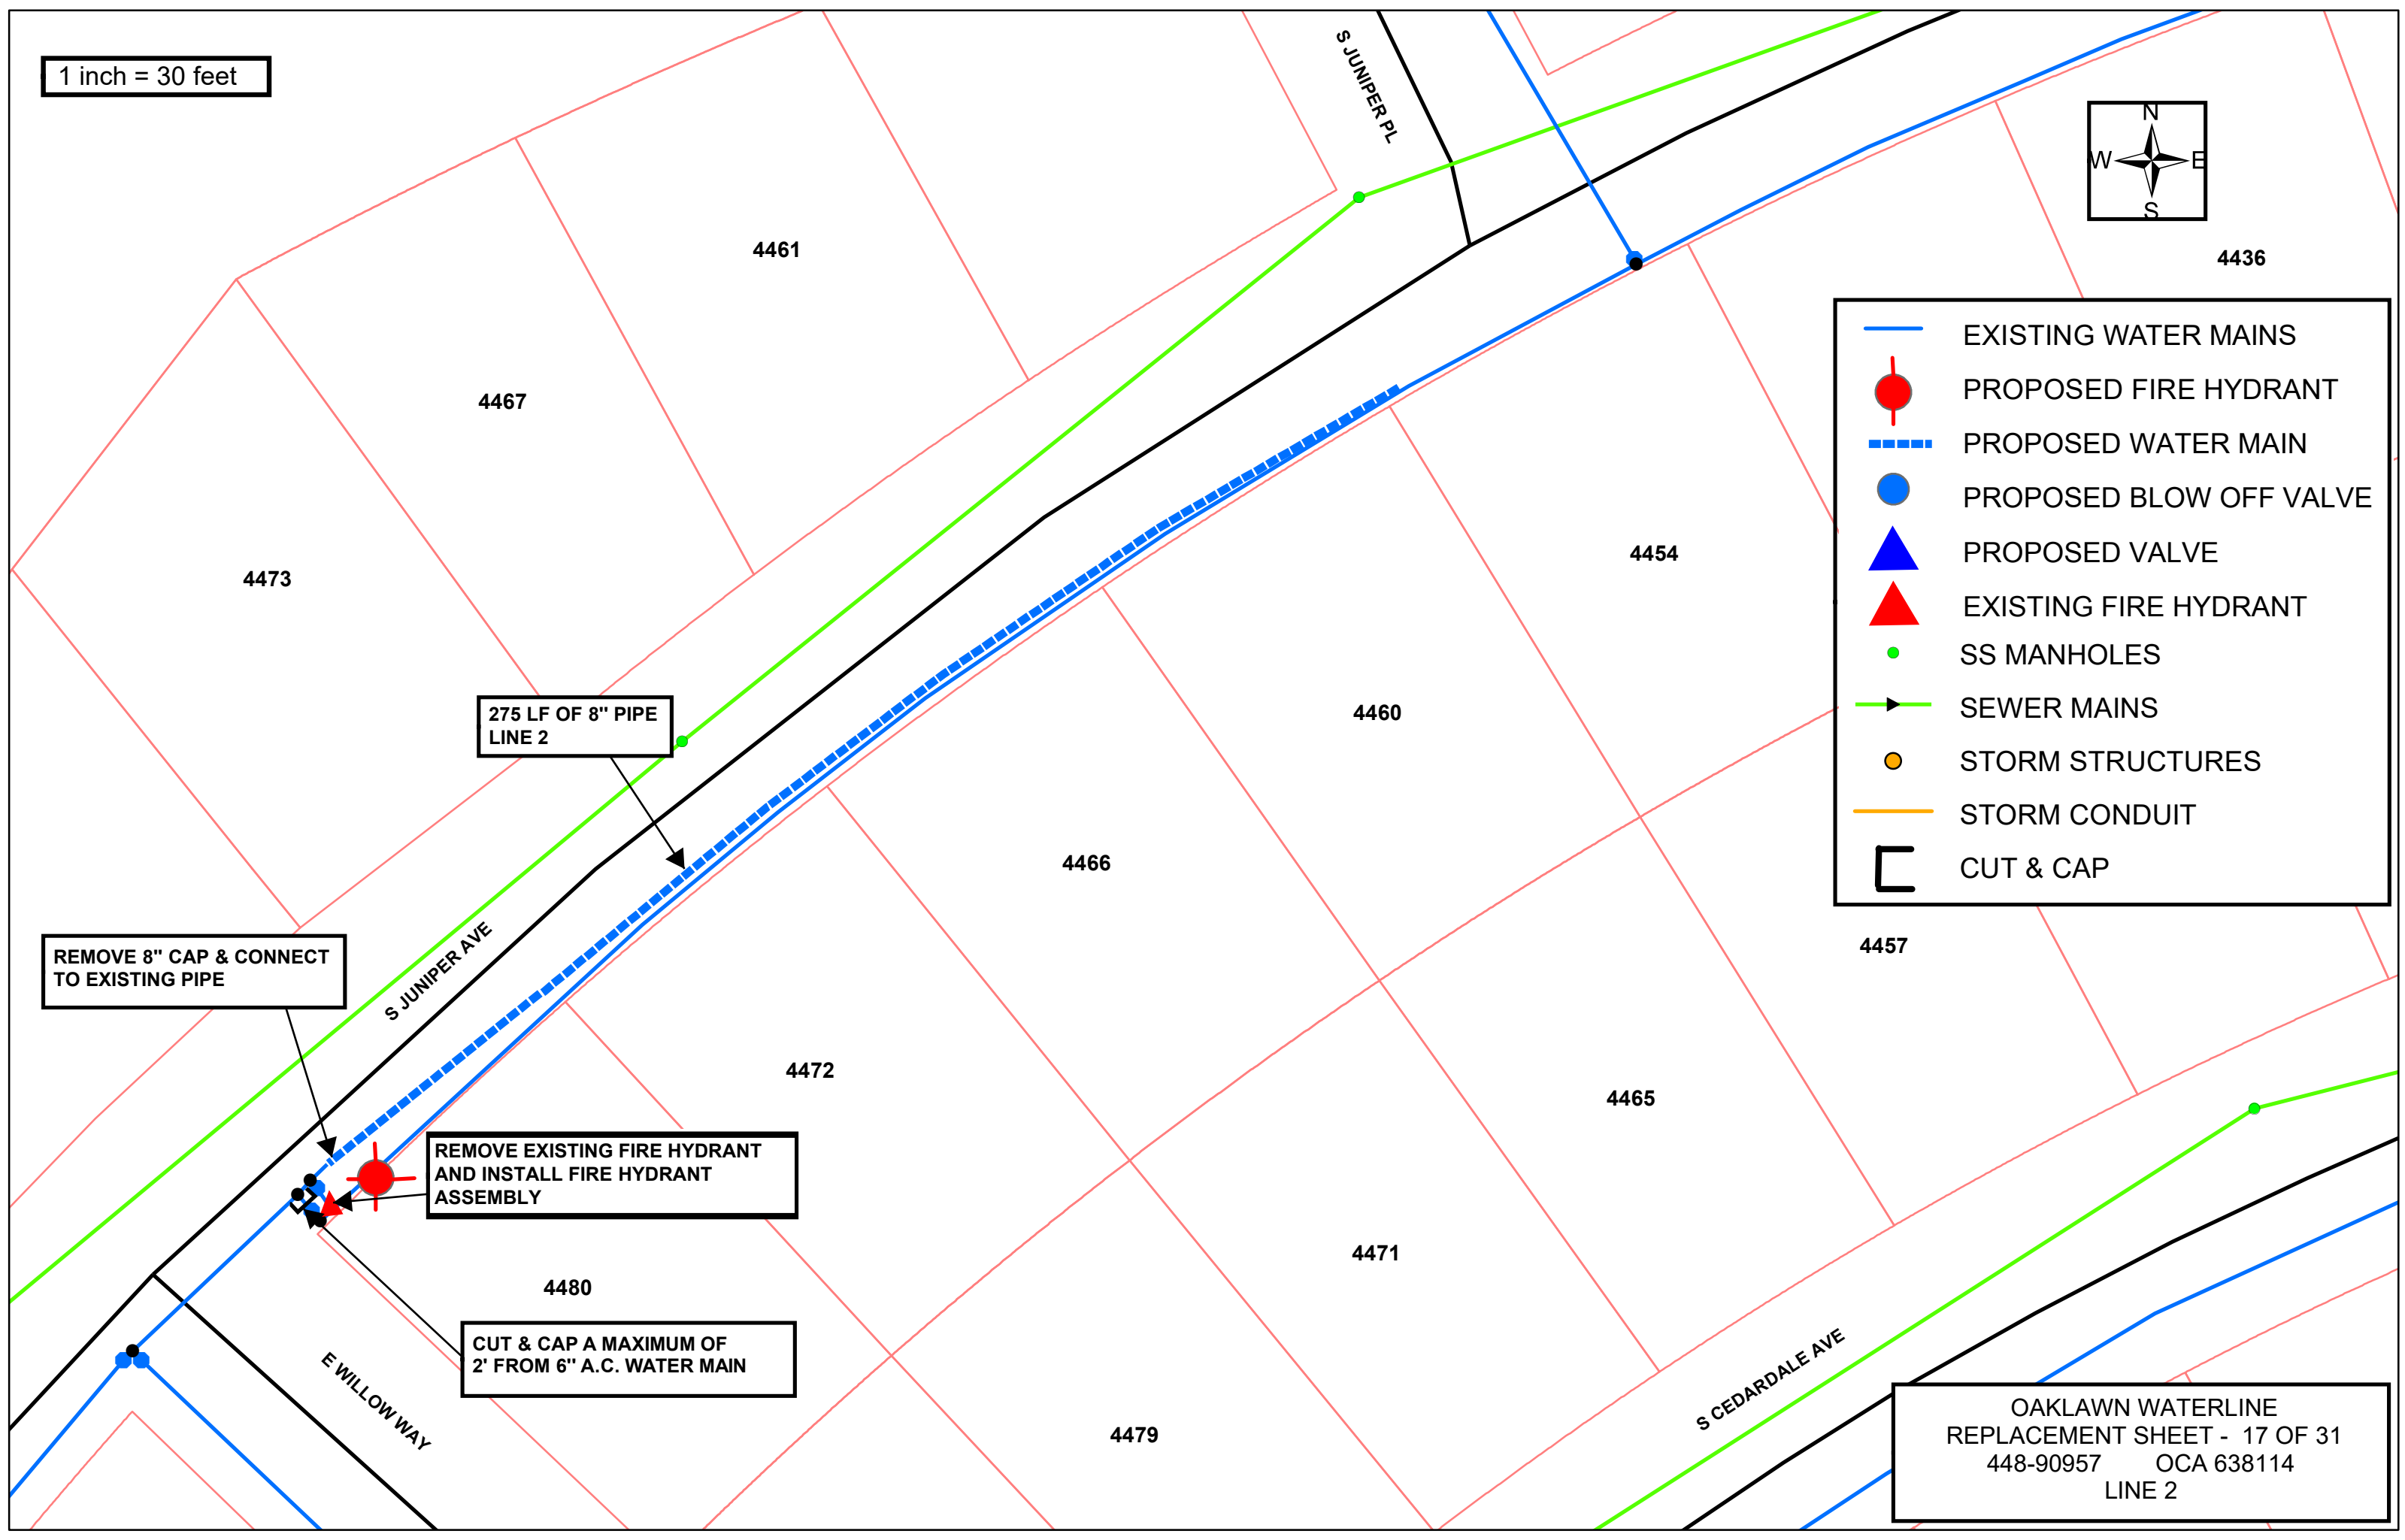 1 inch = 30 feet
S JUNIPER PL
N
W E
S
4461
4436
4467
4473
4454
4460
4466
4457
4472
4465
4471
4480
4479
EXISTING WATER MAINS
PROPOSED FIRE HYDRANT
PROPOSED WATER MAIN
PROPOSED BLOW OFF VALVE
PROPOSED VALVE
EXISTING FIRE HYDRANT
SS MANHOLES
SEWER MAINS
STORM STRUCTURES
STORM CONDUIT
CUT & CAP
275 LF OF 8" PIPE
LINE 2
REMOVE 8" CAP & CONNECT
TO EXISTING PIPE
S JUNIPER AVE
REMOVE EXISTING FIRE HYDRANT
AND INSTALL FIRE HYDRANT
ASSEMBLY
CUT & CAP A MAXIMUM OF
2' FROM 6" A.C. WATER MAIN
E WILLOW WAY
S CEDARDALE AVE
OAKLAWN WATERLINE
REPLACEMENT SHEET - 17 OF 31
448-90957 OCA 638114
LINE 2